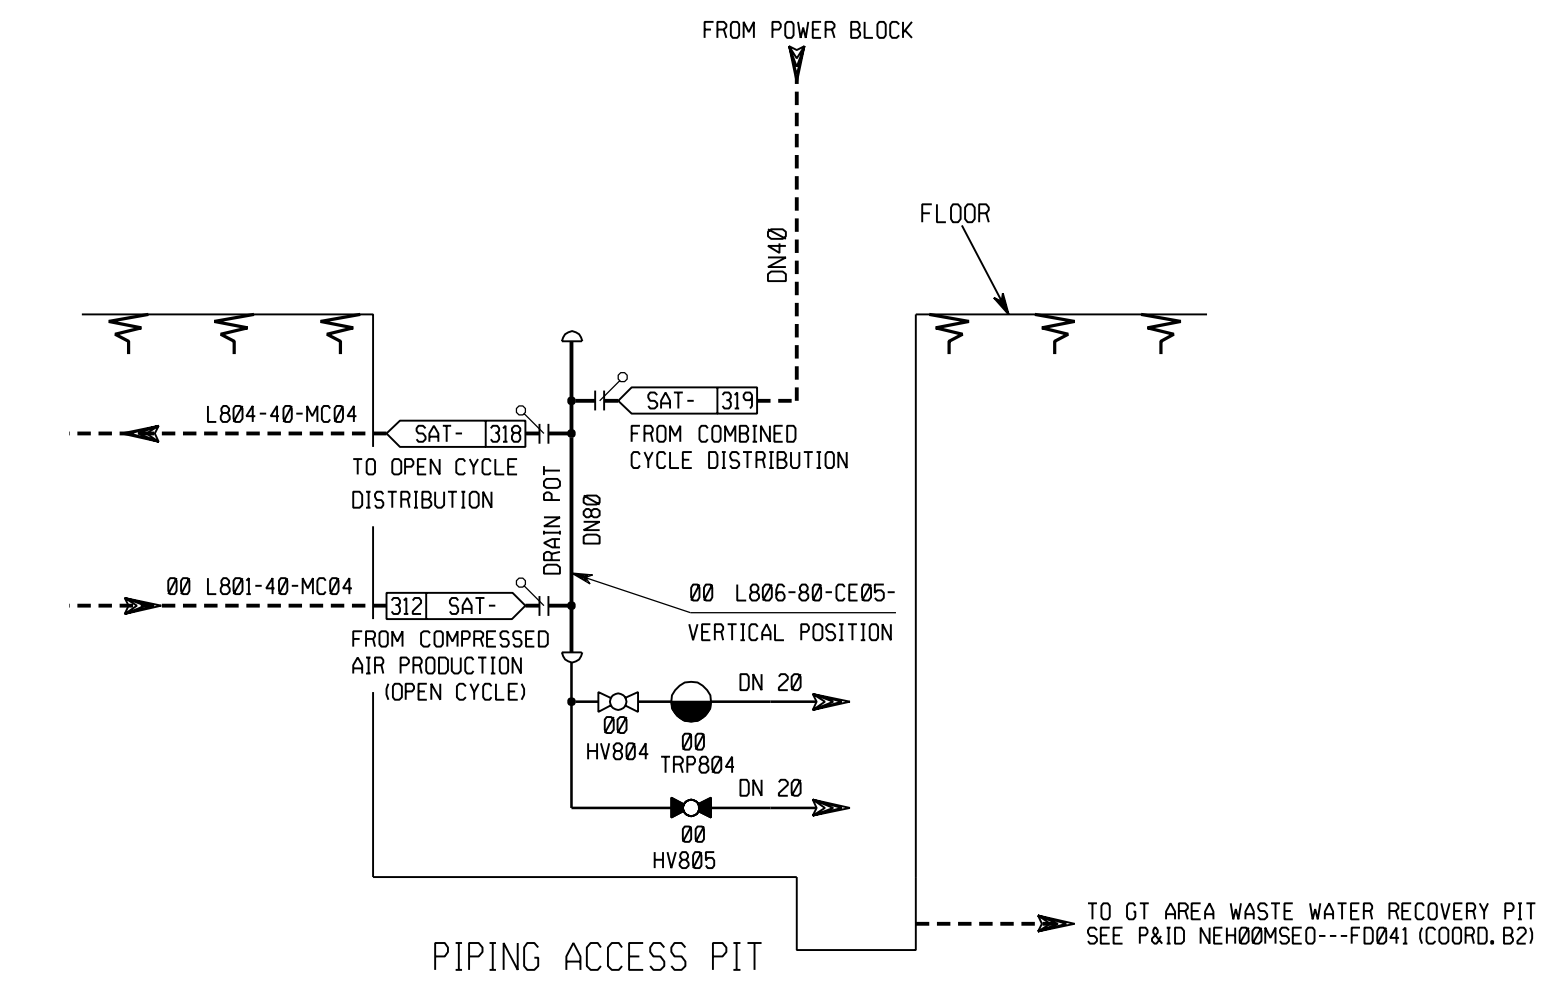 FROM POWER BLOCK
FLOOR
DN40
SAT- 319
L804-40-MC04
SAT- 318
FROM COMBINED
CYCLE DISTRIBUTION
TO OPEN CYCLE
DISTRIBUTION
DRAIN POT
DN80
00 L801-40-MC04
312 SAT-
00 L806-80-CE05-
VERTICAL POSITION
FROM COMPRESSED
AIR PRODUCTION
(OPEN CYCLE)
DN 20
00
HV804
00
TRP804
DN 20
00
HV805
TO GT AREA WASTE WATER RECOVERY PIT
SEE P&ID NEH00MSEO---FD041 (COORD. B2)
PIPING ACCESS PIT